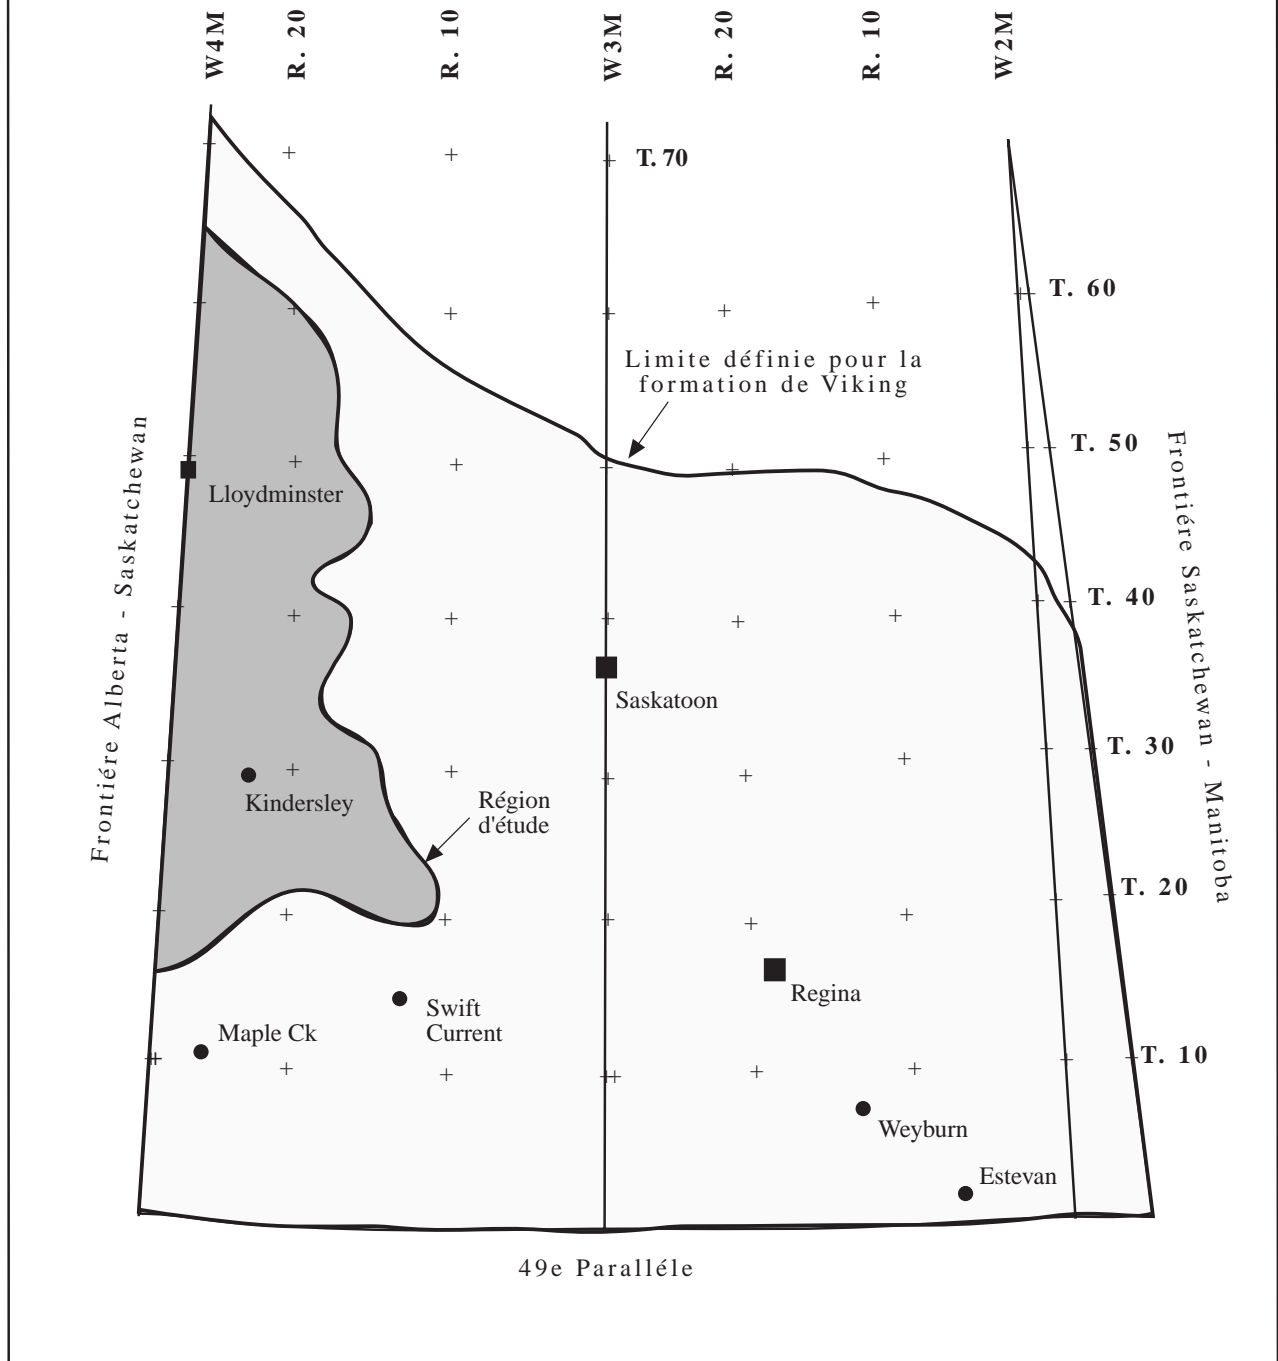 W4M
R. 20
R. 10
W3M
R. 20
R. 10
W2M
T. 70
T. 60
Limite définie pour la
formation de Viking
T. 50
Lloydminster
Frontiére Alberta - Saskatchewan
Frontiére Saskatchewan - Manitoba
T. 40
Saskatoon
T. 30
Kindersley
Région
d'étude
T. 20
Regina
Swift
Current
Maple Ck
T. 10
Weyburn
Estevan
49e Paralléle